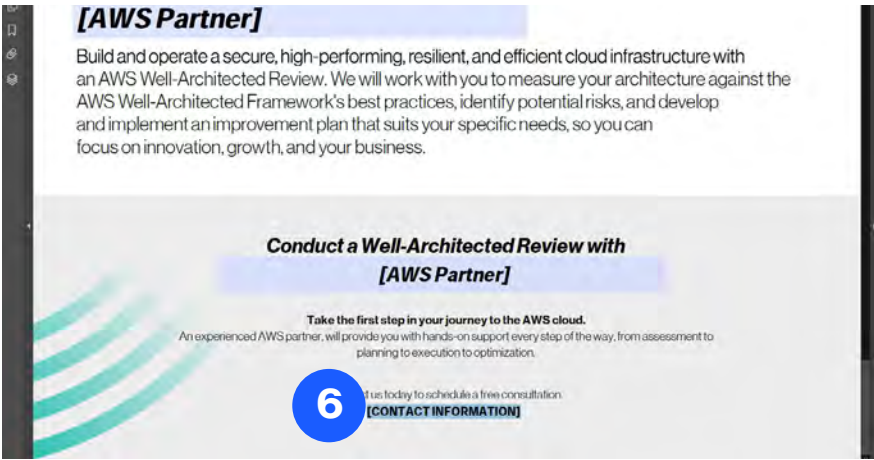 [AWS Partner]
Build and operate a secure, high-performing, resilient, and efficient cloud infrastructure with
an AWS Well-Architected Review. We will work with you to measure your architecture against the
AWS Well-Architected Framework's best practices, identify potential risks, and develop
and implement an improvement plan that suits your specific needs, so you can
focus on innovation, growth, and your business.
Conduct a Well-Architected Review with
[AWS Partner]
Take the first step in your journey to the AWS cloud.
An experienced AWS partner, will provide you with hands-on support every step of the way, from assessment to
planning to execution to optimization.
6
us today to schedule a free consultation.
[CONTACT INFORMATION]